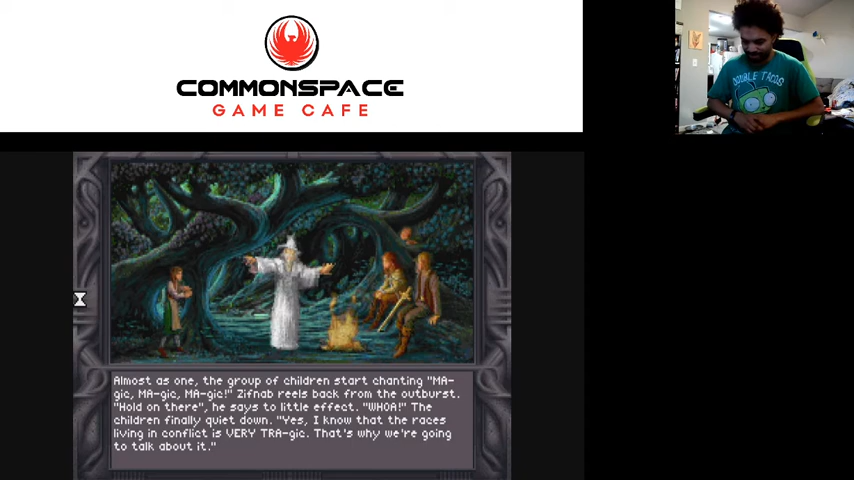 COMMONSPACE
GAME CAFE
DOUBLE TACOS
Almost as one, the group of children start chanting "MA-
gic, MA-gic, MA-gic!" Zifnab reels back from the outburst.
"Hold on there", he says to little effect. "WHOA!" The
children finally quiet down. "Yes, I know that the races
living in conflict is VERY TRA-gic. That's why we're going
to talk about it."